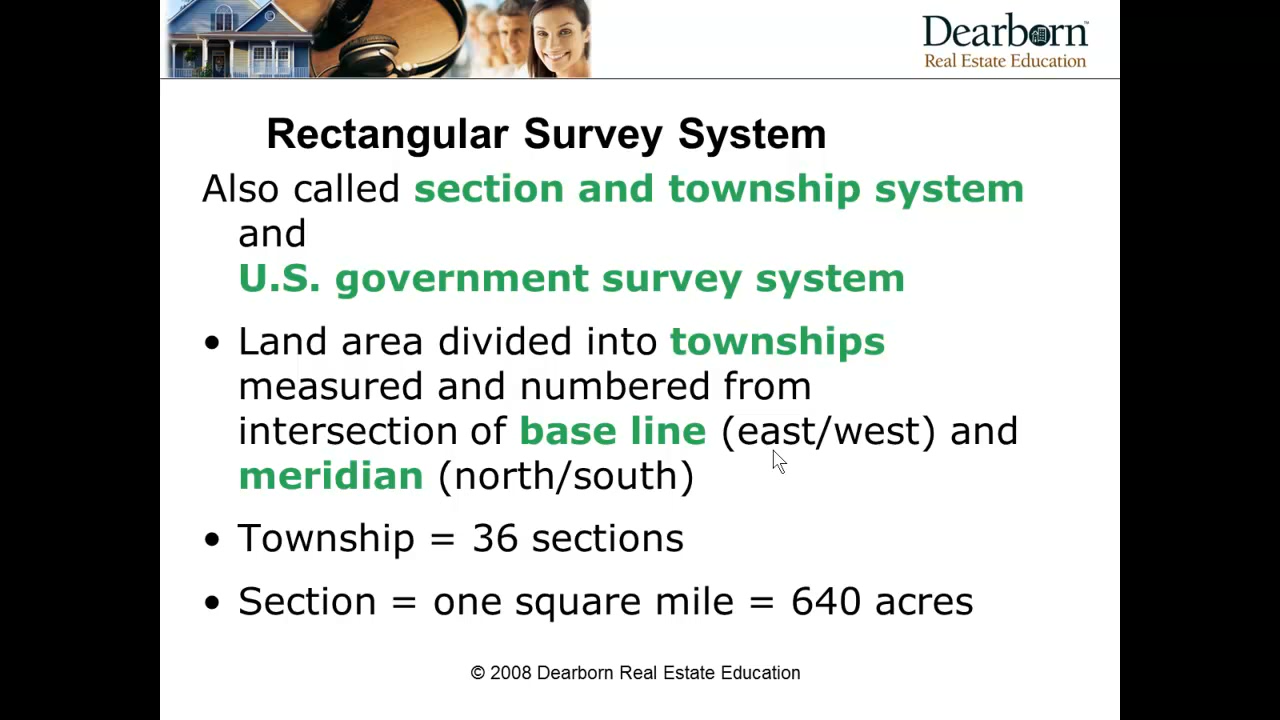 Dearborn™
Real Estate Education
Rectangular Survey System
Also called section and township system
and
U.S. government survey system
• Land area divided into townships
measured and numbered from
intersection of base line (east/west) and
meridian (north/south)
• Township = 36 sections
• Section = one square mile = 640 acres
© 2008 Dearborn Real Estate Education